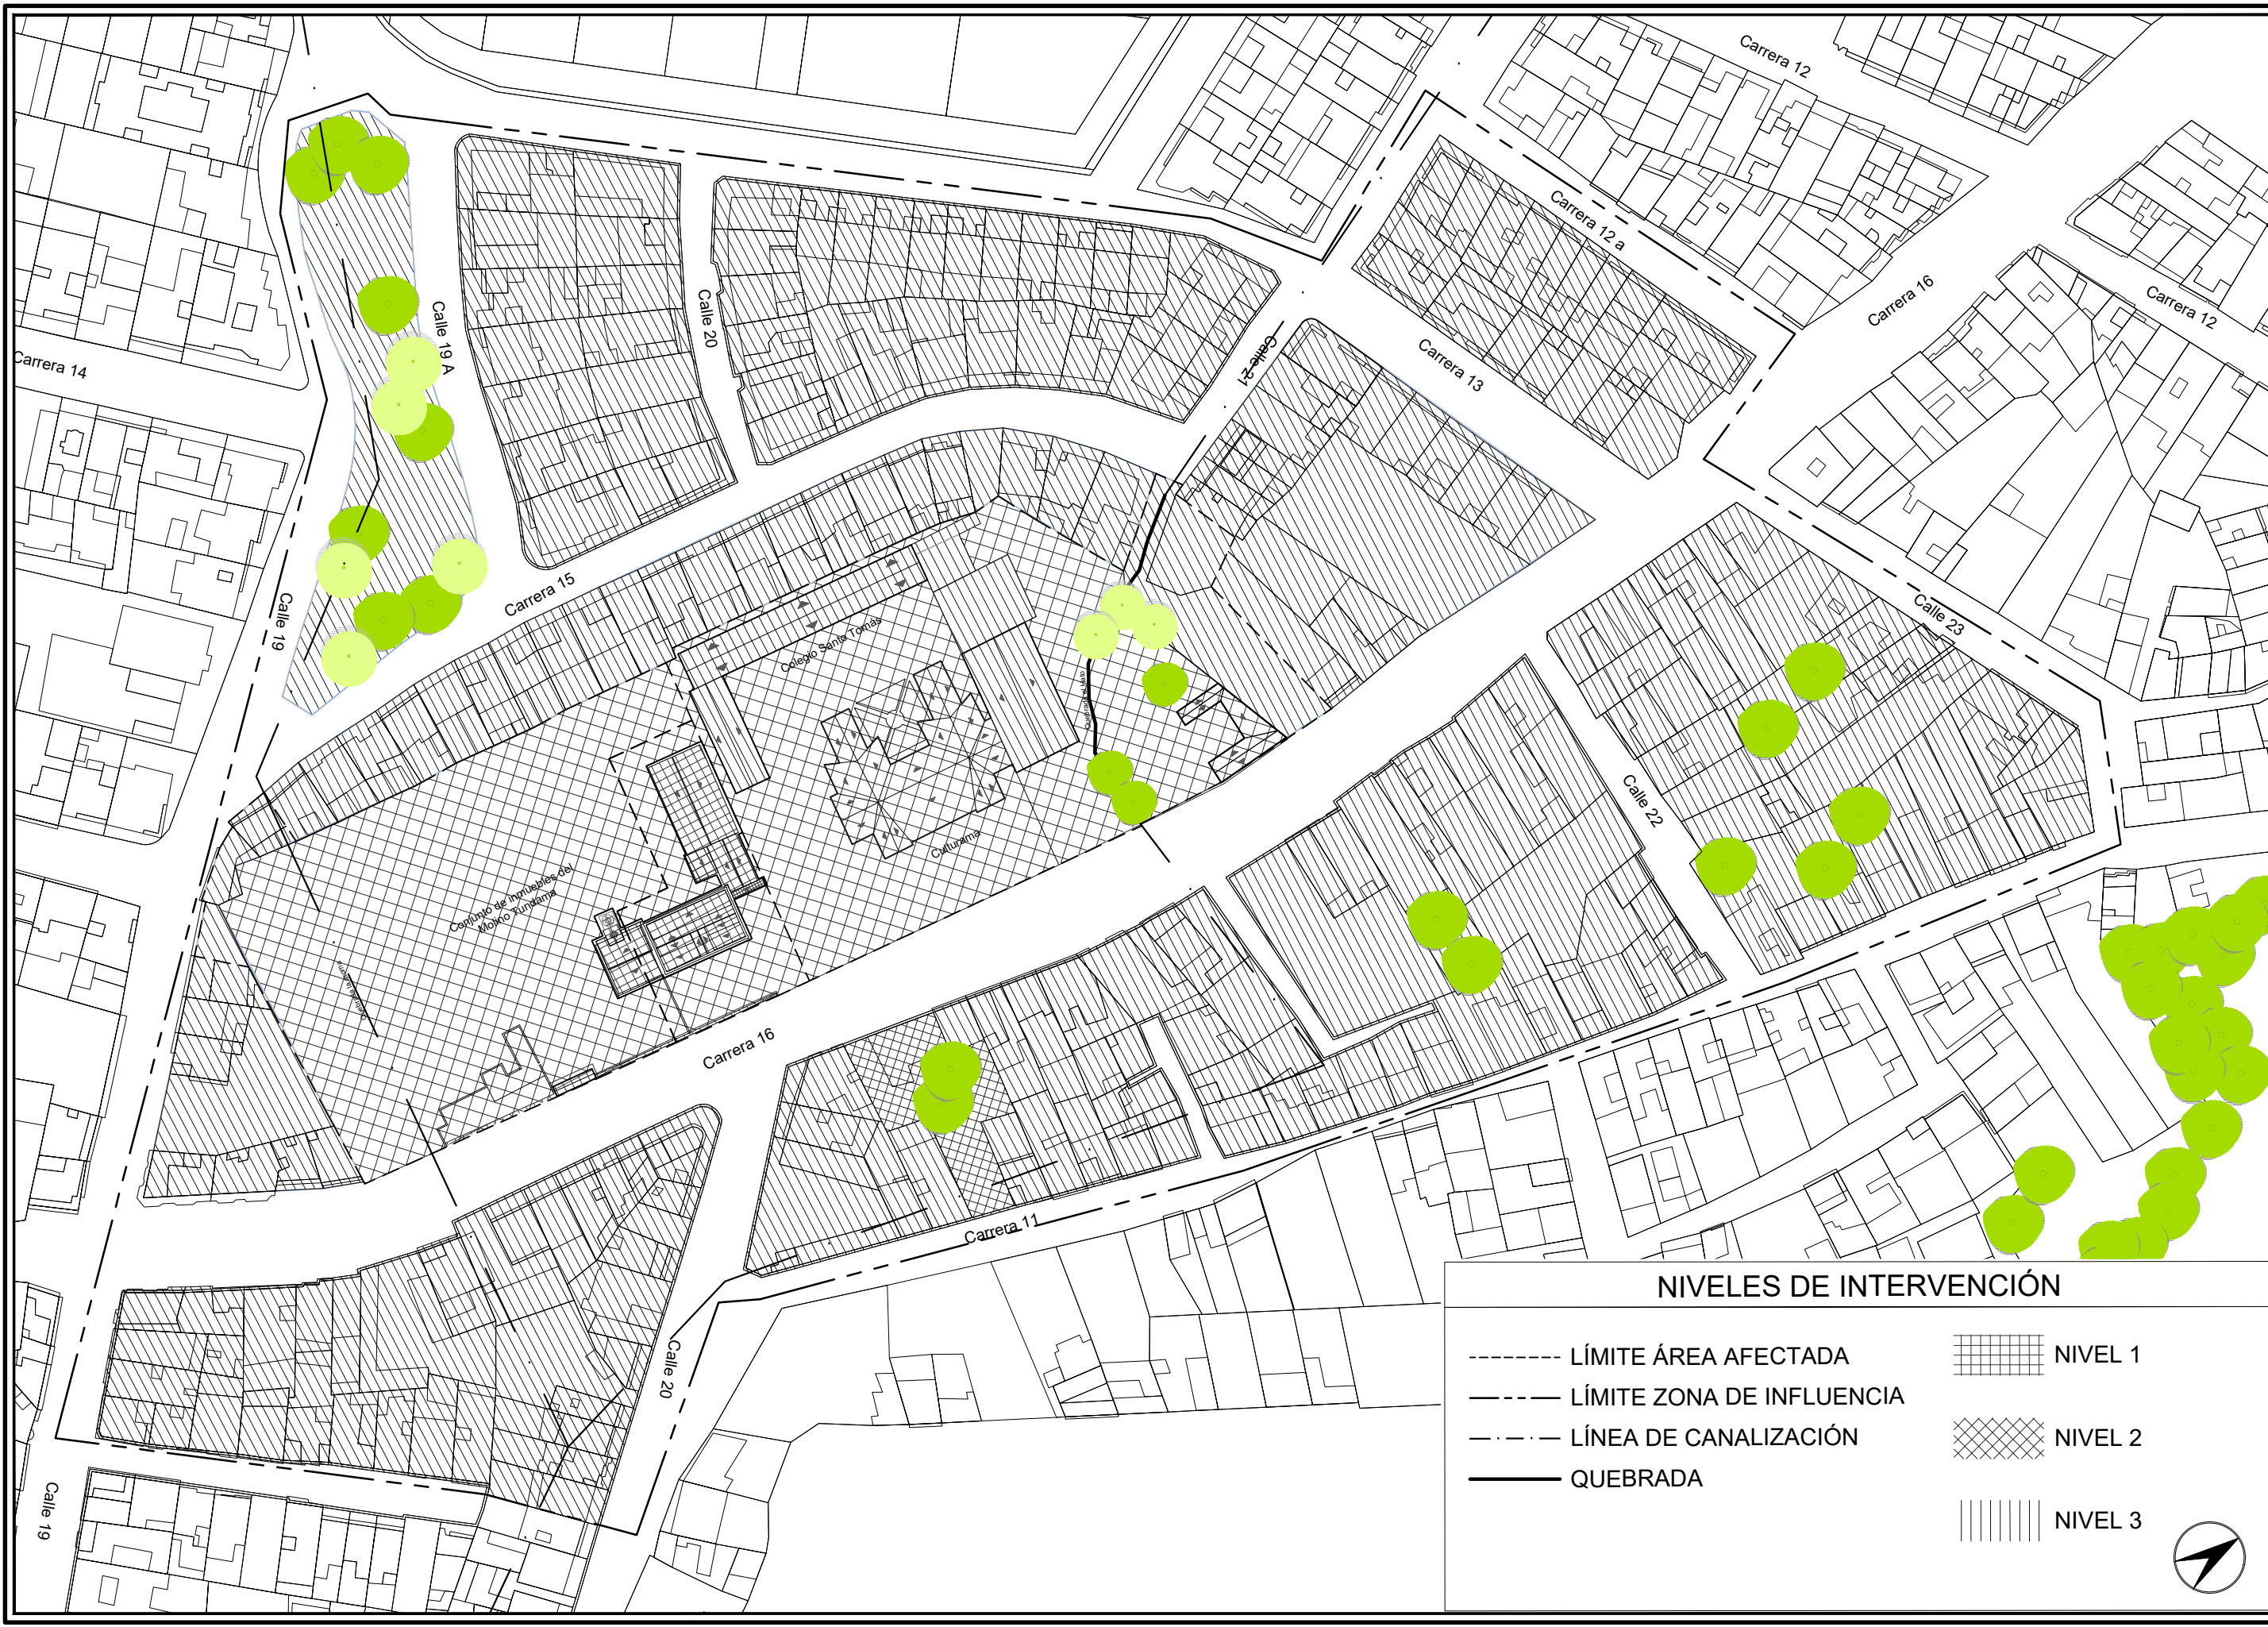 Carrera 12
Carrera 12 a
Carrera 16
Carrera 12
Calle 20
Calle 19 A
Carrera 14
Calle 21
Carrera 13
Carrera 15
Calle 19
Colegio Santo Tomás
Calle 23
Calle 22
Culturama
Conjunto de inmuebles del
Molino Tundama
Carrera 16
Carrera 11
Calle 20
Calle 19
NIVELES DE INTERVENCIÓN
LÍMITE ÁREA AFECTADA
LÍMITE ZONA DE INFLUENCIA
LÍNEA DE CANALIZACIÓN
QUEBRADA
NIVEL 1
NIVEL 2
NIVEL 3